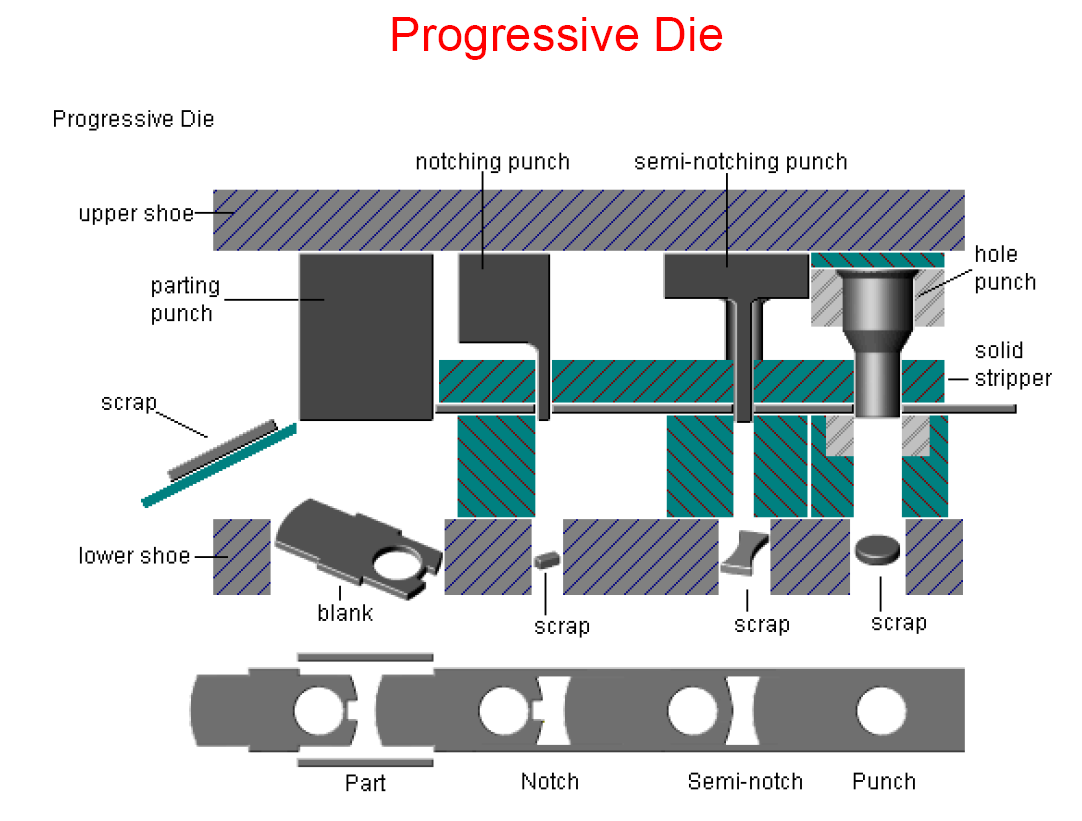 Progressive Die
Progressive Die
notching punch
semi-notching punch
upper shoe
hole
punch
parting
punch
solid
stripper
scrap
lower shoe
blank
scrap
scrap
scrap
Part
Notch
Semi-notch
Punch